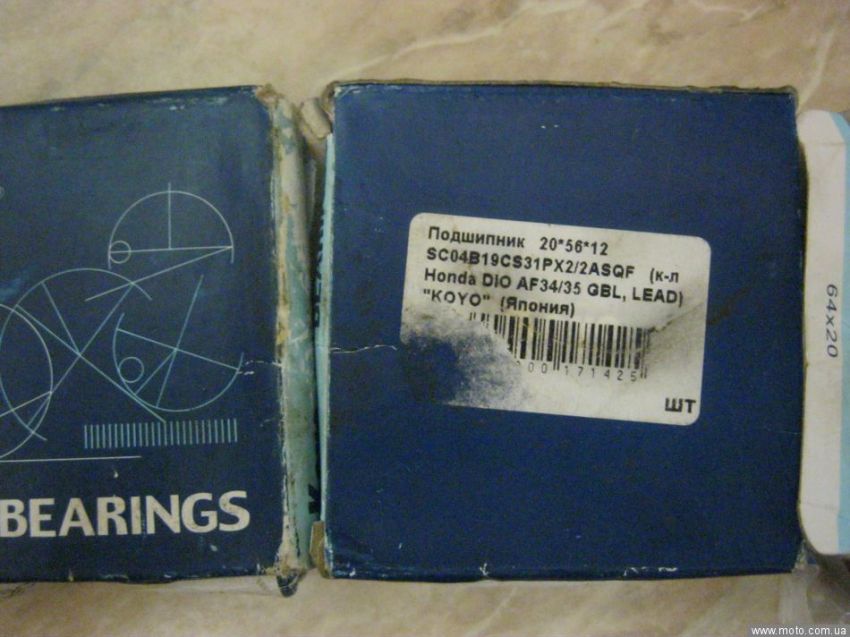 BEARINGS
Подшипник 20*56*12
SC04B19CS31PX2/2ASQF (к-л
Honda DIO AF34/35 GBL, LEAD)
"KOYO" (Япония)
00171425
шт
64x20
www.moto.com.ua